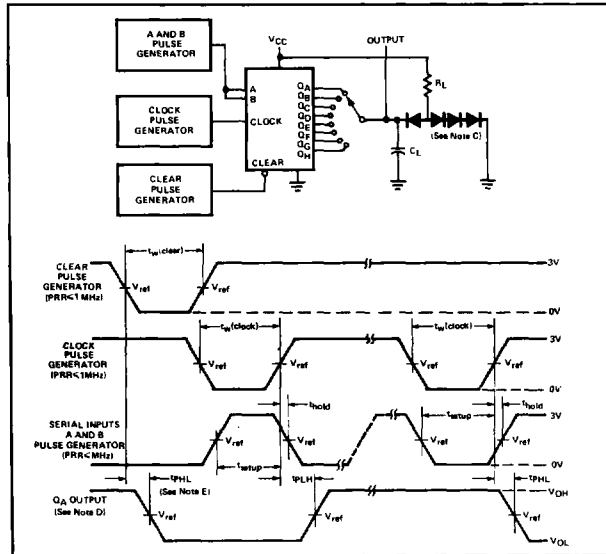 A AND B
PULSE
GENERATOR
VCC
OUTPUT
RL
A
B
QA
QB
QC
QD
QE
QF
QG
QH
CLOCK
PULSE
GENERATOR
CLOCK
(See Note C)
CL
CLEAR
CLEAR
PULSE
GENERATOR
tw(clear)
CLEAR
PULSE
GENERATOR
(PRR≤1 MHz)
Vref
Vref
3V
0V
tw(clock)
tw(clock)
CLOCK
PULSE
GENERATOR
(PRR≤1MHz)
Vref
Vref
Vref
Vref
3V
0V
thold
thold
tsetup
SERIAL INPUTS
A AND B
PULSE GENERATOR
(PRR<MHz)
Vref
Vref
Vref
Vref
3V
0V
tsetup
tPHL
(See Note E)
tPLH
tPHL
QA OUTPUT
(See Note D)
Vref
Vref
Vref
VOH
VOL